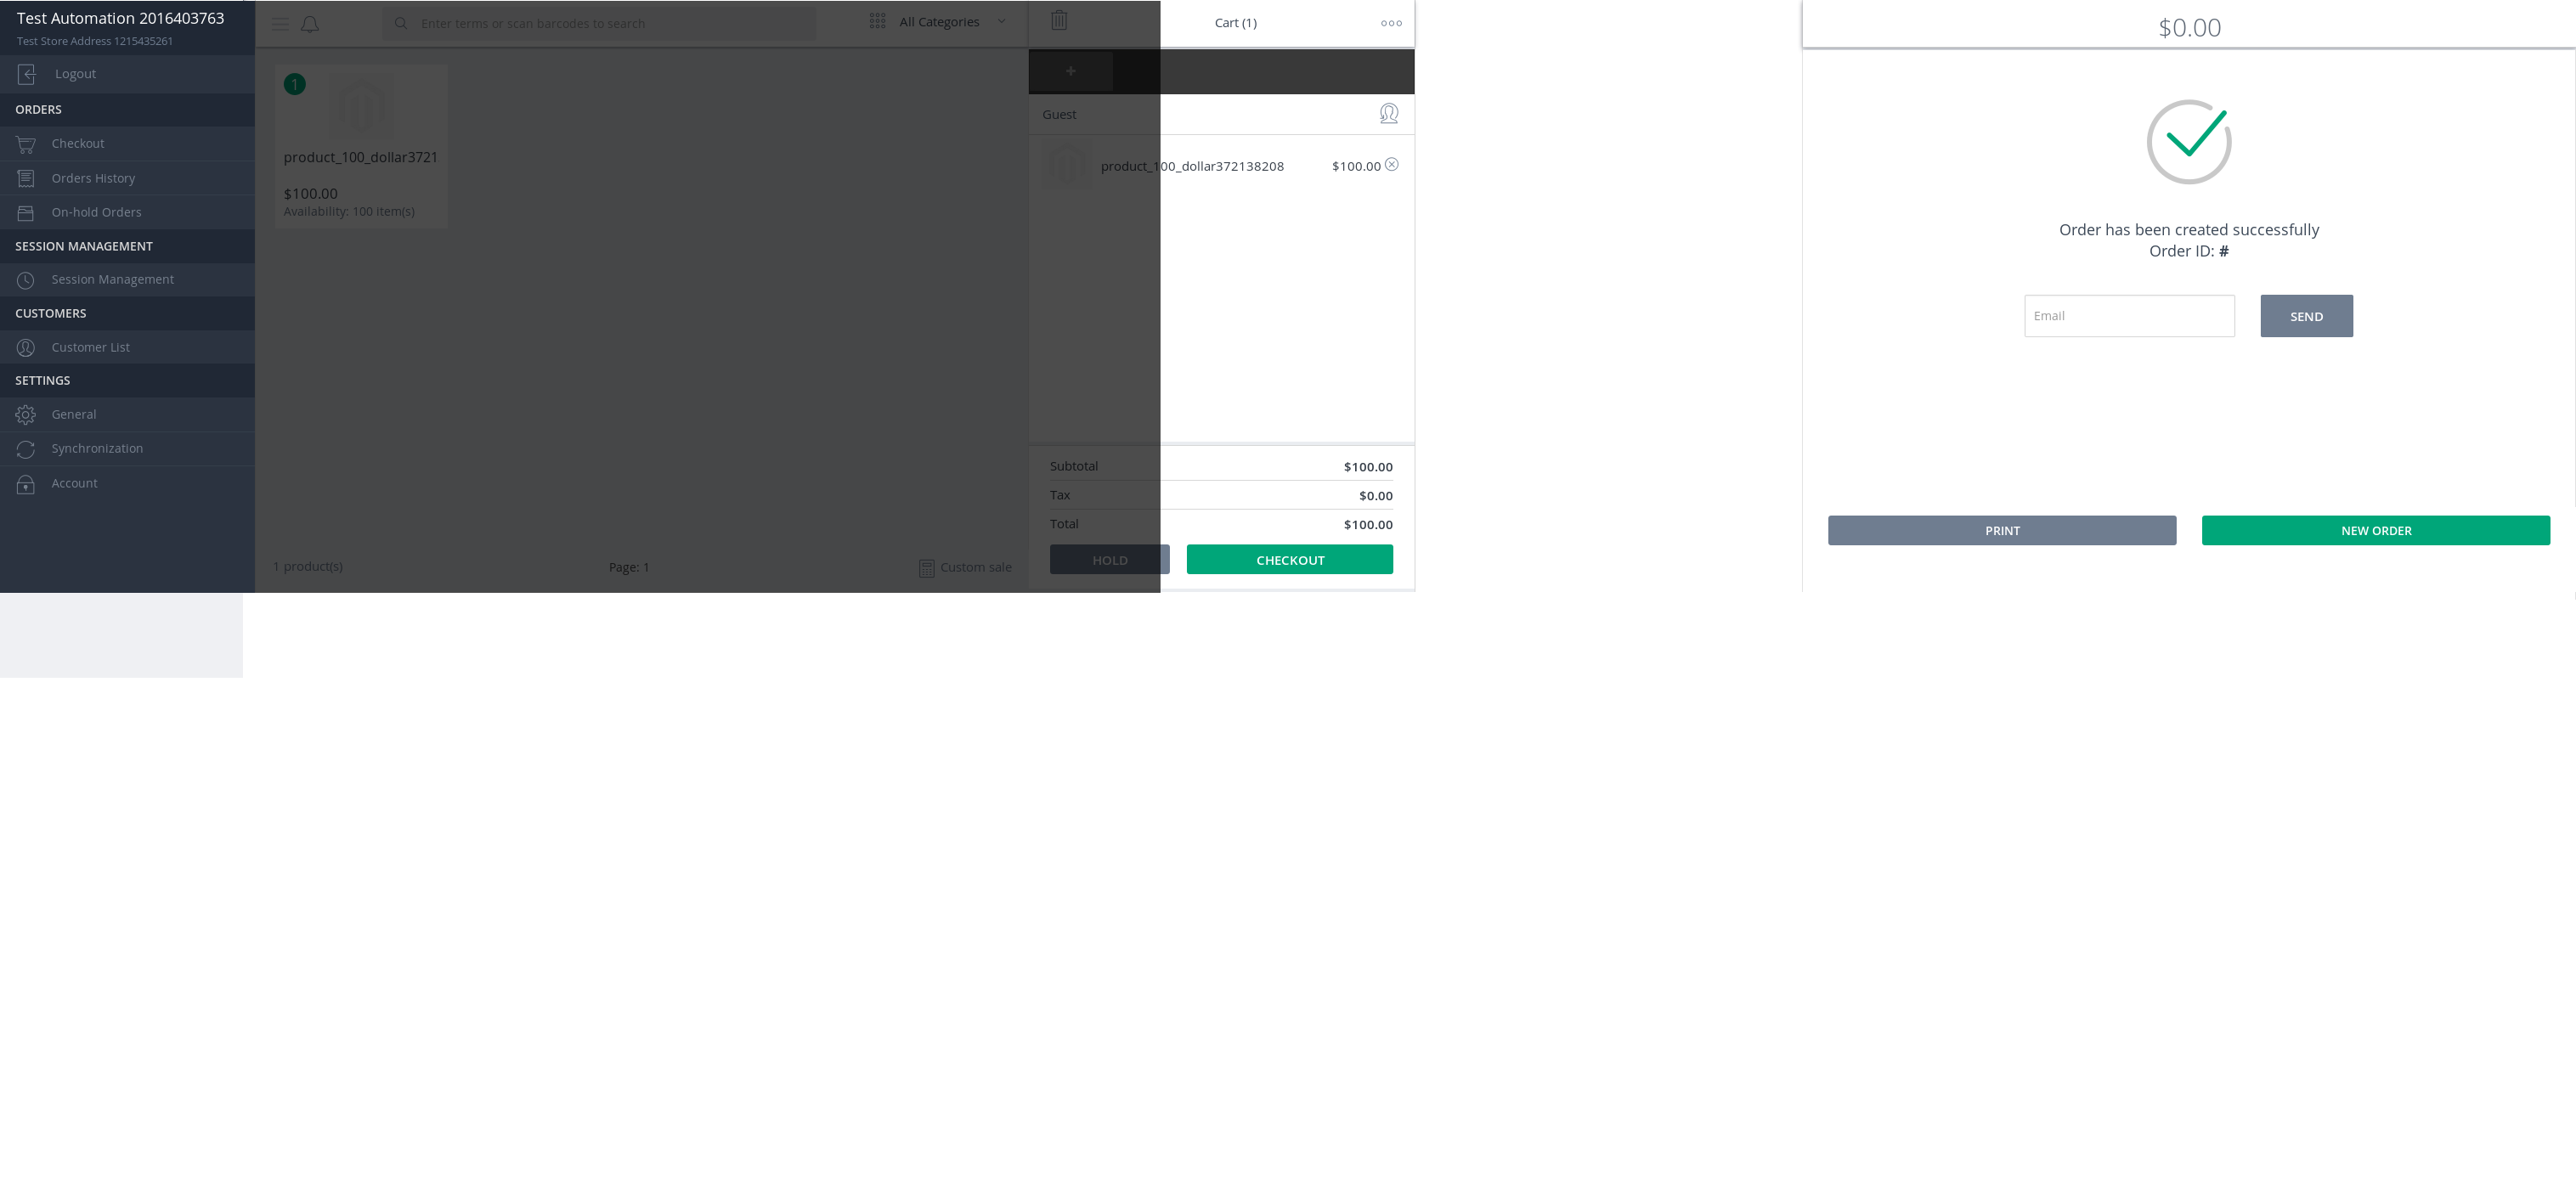 Test Automation 2016403763
Test Store Address 1215435261
Logout
ORDERS
Checkout
Orders History
On-hold Orders
SESSION MANAGEMENT
Session Management
CUSTOMERS
Customer List
SETTINGS
General
Synchronization
Account
Enter terms or scan barcodes to search
All Categories
1
product_100_dollar3721
$100.00
Availability: 100 item(s)
1 product(s)
Page: 1
Custom sale
Cart (1)
+
Guest
product_100_dollar372138208 $100.00
Subtotal $100.00
Tax $0.00
Total $100.00
HOLD
CHECKOUT
$0.00
Order has been created successfully
Order ID: #
Email
SEND
PRINT
NEW ORDER